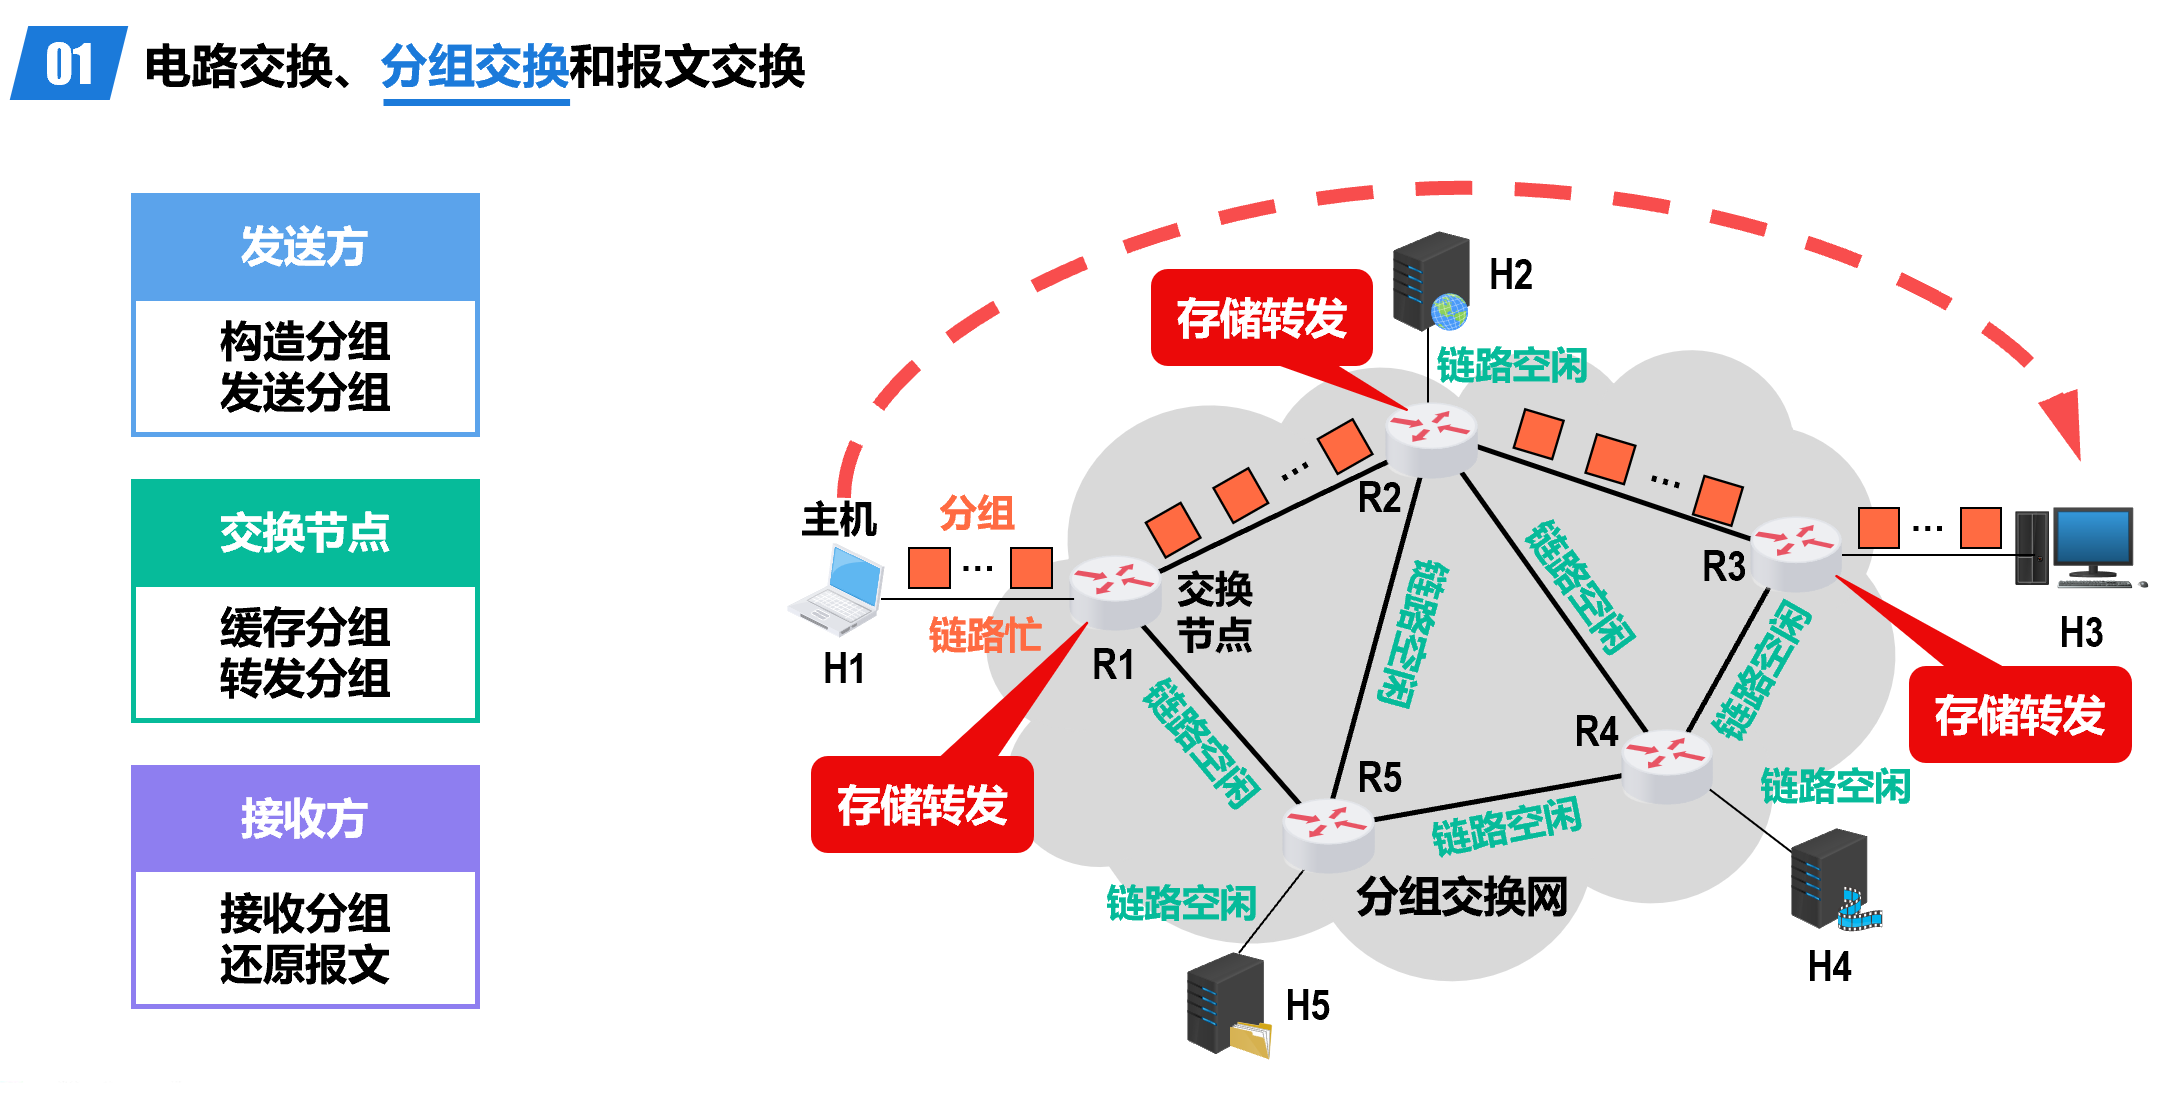 01
电路交换、分组交换和报文交换
发送方
构造分组
发送分组
交换节点
缓存分组
转发分组
接收方
接收分组
还原报文
H2
存储转发
链路空闲
主机
分组
...
链路忙
H1
R1
交换
节点
...
R2
...
R3
...
H3
链路空闲
链路空闲
链路空闲
链路空闲
存储转发
存储转发
R4
R5
链路空闲
链路空闲
链路空闲
分组交换网
H4
H5